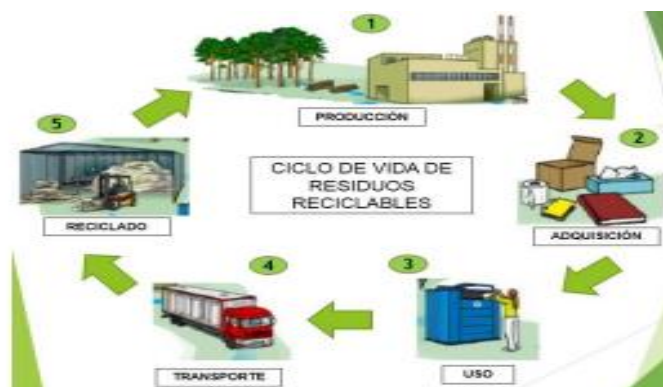 1
PRODUCCIÓN
2
ADQUISICIÓN
3
USO
4
TRANSPORTE
5
RECICLADO
CICLO DE VIDA DE
RESIDUOS
RECICLABLES